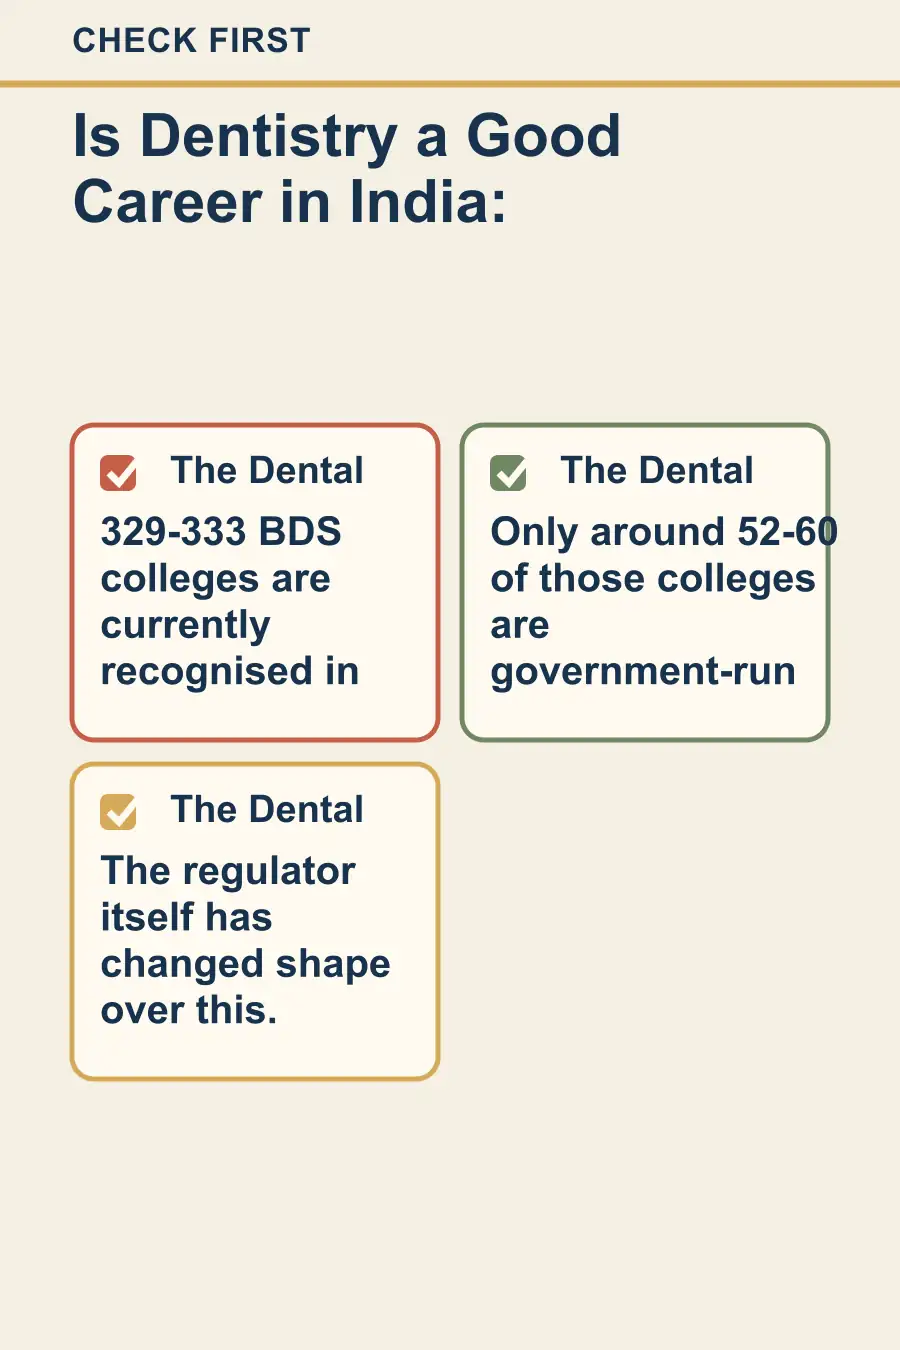 CHECK FIRST
Is Dentistry a Good
Career in India:
The Dental
329-333 BDS
colleges are
currently
recognised in
The Dental
Only around 52-60
of those colleges
are
government-run
The Dental
The regulator
itself has
changed shape
over this.